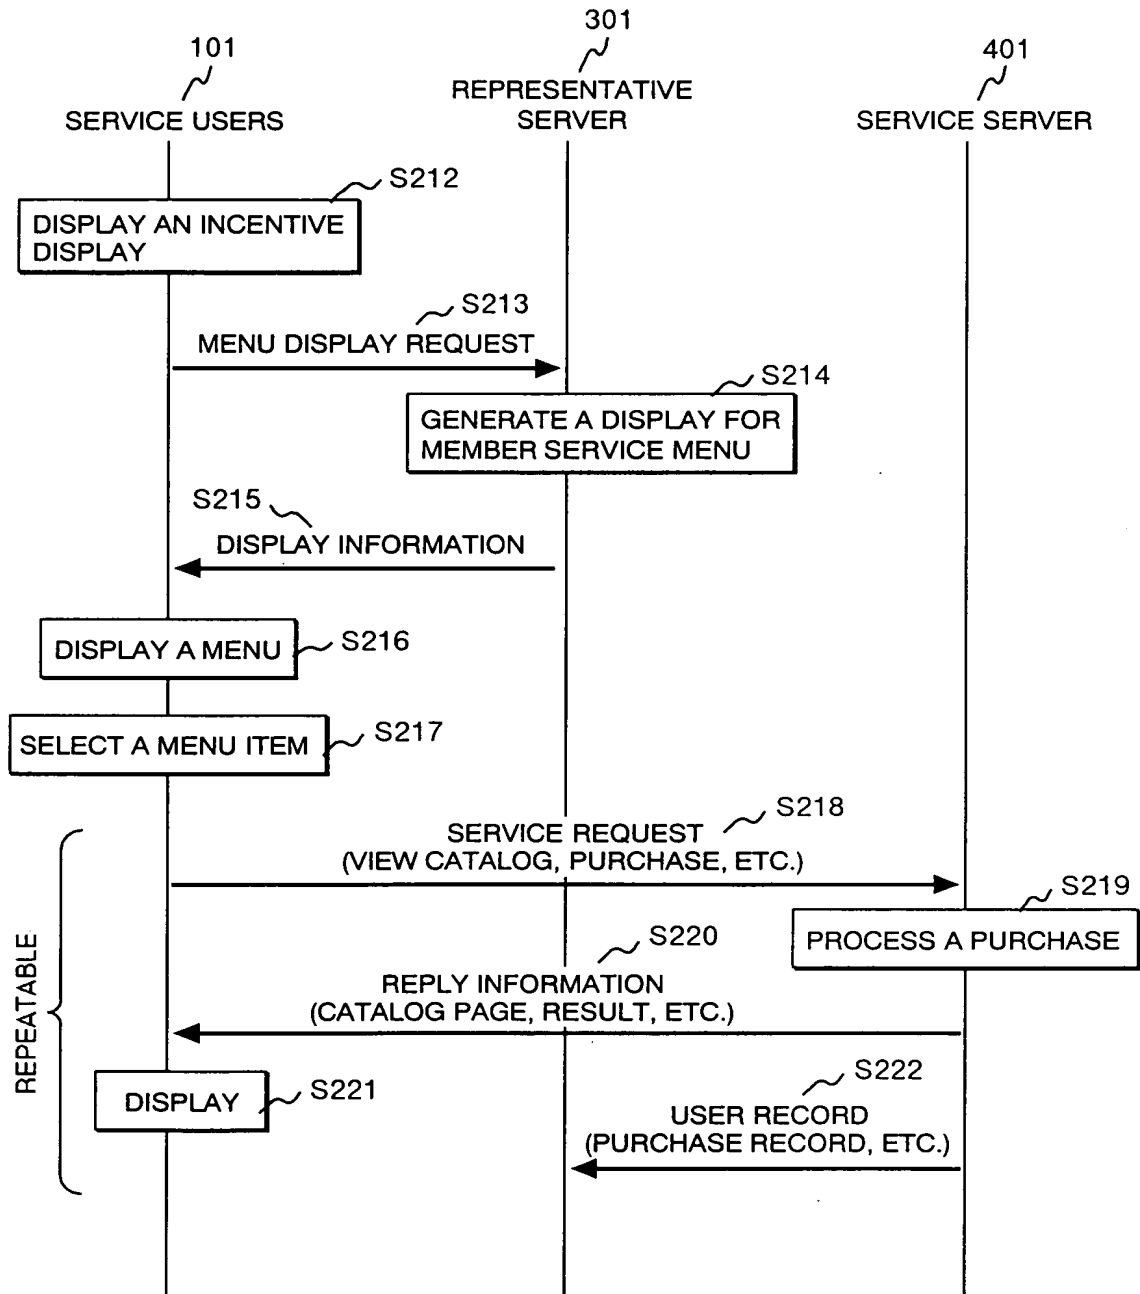 101
301
401
SERVICE USERS
REPRESENTATIVE
SERVER
SERVICE SERVER
S212
DISPLAY AN INCENTIVE
DISPLAY
S213
MENU DISPLAY REQUEST
S214
GENERATE A DISPLAY FOR
MEMBER SERVICE MENU
S215
DISPLAY INFORMATION
DISPLAY A MENU
S216
SELECT A MENU ITEM
S217
S218
SERVICE REQUEST
(VIEW CATALOG, PURCHASE, ETC.)
S219
PROCESS A PURCHASE
S220
REPLY INFORMATION
(CATALOG PAGE, RESULT, ETC.)
REPEATABLE
DISPLAY
S221
S222
USER RECORD
(PURCHASE RECORD, ETC.)